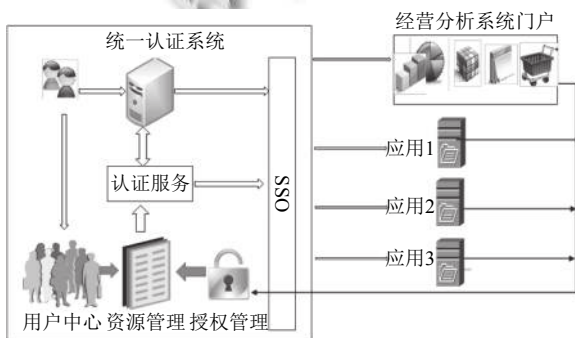 经营分析系统门户
统一认证系统
应用1
认证服务
SSO
应用2
应用3
用户中心 资源管理 授权管理